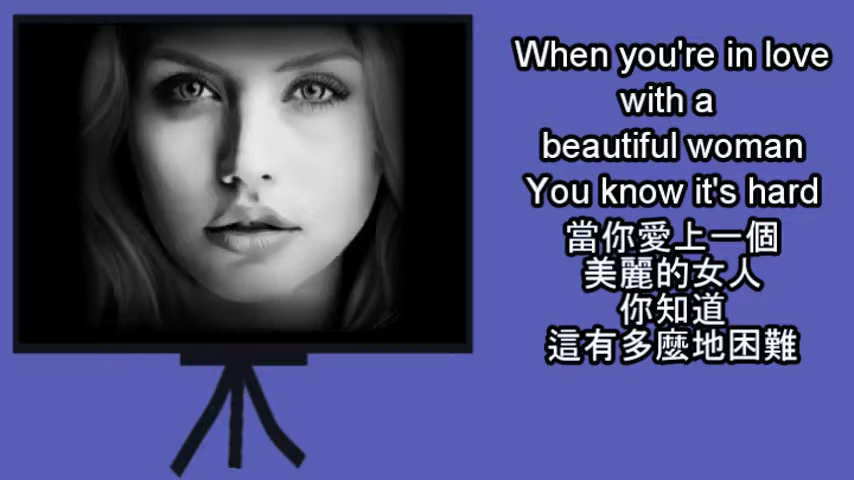 When you're in love
with a
beautiful woman
You know it's hard
當你愛上一個
美麗的女人
你知道
這有多麼地困難